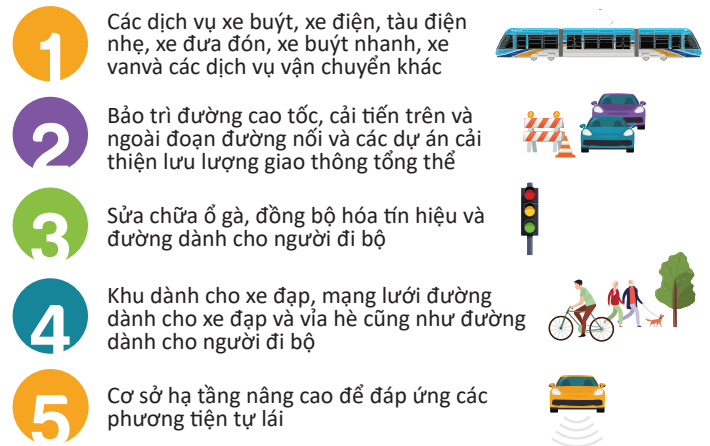 1
Các dịch vụ xe buýt, xe điện, tàu điện
nhẹ, xe đưa đón, xe buýt nhanh, xe
vanvà các dịch vụ vận chuyển khác
2
Bảo trì đường cao tốc, cải tiến trên và
ngoài đoạn đường nối và các dự án cải
thiện lưu lượng giao thông tổng thể
3
Sửa chữa ổ gà, đồng bộ hóa tín hiệu và
đường dành cho người đi bộ
4
Khu dành cho xe đạp, mạng lưới đường
dành cho xe đạp và vỉa hè cũng như đường
dành cho người đi bộ
5
Cơ sở hạ tầng nâng cao để đáp ứng các
phương tiện tự lái